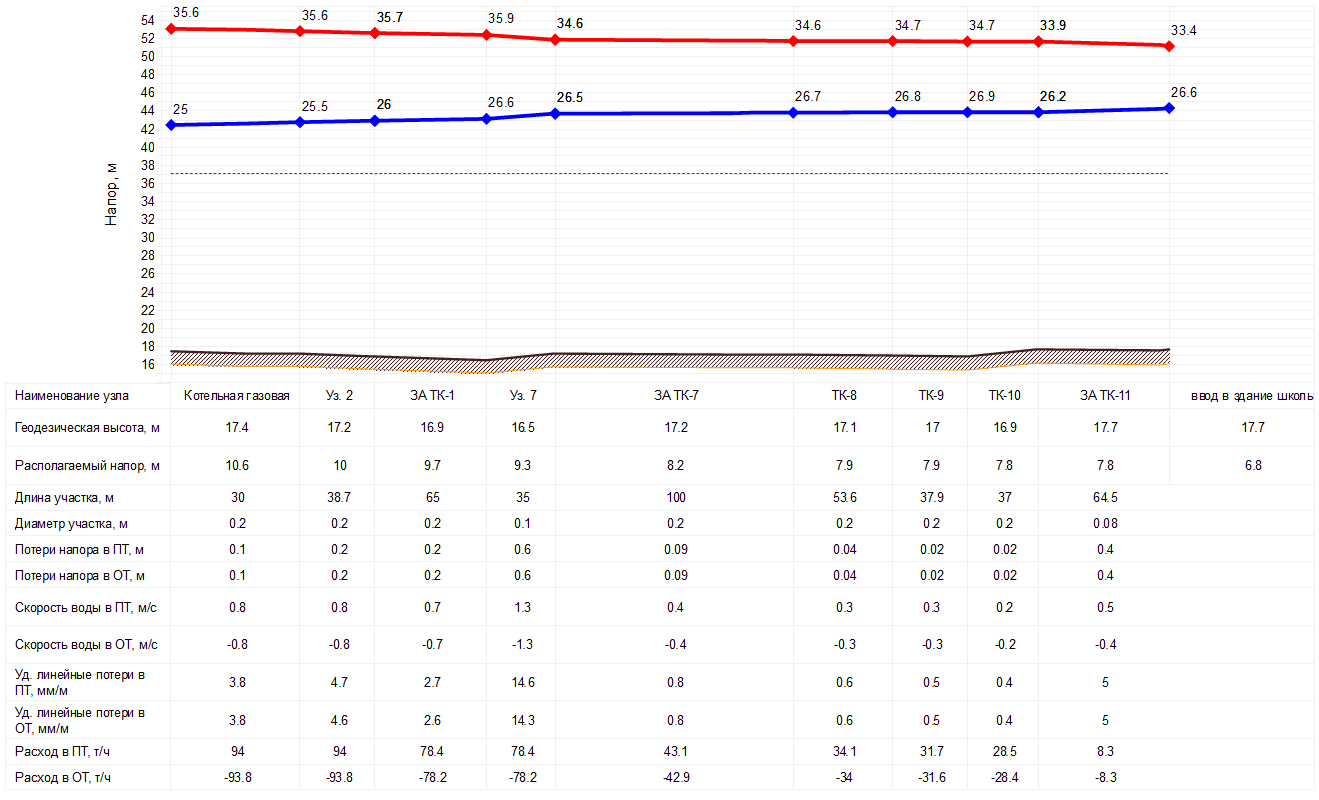 35.6 35.6 35.7 35.9 34.6 34.6 34.7 34.7 33.9 33.4
25 25.5 26 26.6 26.5 26.7 26.8 26.9 26.2 26.6
54
52
50
48
46
44
42
40
38
36
34
32
30
28
26
24
22
20
18
16
Напор, м
Наименование узла Котельная газовая Уз. 2 ЗА ТК-1 Уз. 7 ЗА ТК-7 ТК-8 ТК-9 ТК-10 ЗА ТК-11 ввод в здание школь
Геодезическая высота, м 17.4 17.2 16.9 16.5 17.2 17.1 17 16.9 17.7 17.7
Располагаемый напор, м 10.6 10 9.7 9.3 8.2 7.9 7.9 7.8 7.8 6.8
Длина участка, м 30 38.7 65 35 100 53.6 37.9 37 64.5
Диаметр участка, м 0.2 0.2 0.2 0.1 0.2 0.2 0.2 0.2 0.08
Потери напора в ПТ, м 0.1 0.2 0.2 0.6 0.09 0.04 0.02 0.02 0.4
Потери напора в ОТ, м 0.1 0.2 0.2 0.6 0.09 0.04 0.02 0.02 0.4
Скорость воды в ПТ, м/с 0.8 0.8 0.7 1.3 0.4 0.3 0.3 0.2 0.5
Скорость воды в ОТ, м/с -0.8 -0.8 -0.7 -1.3 -0.4 -0.3 -0.3 -0.2 -0.4
Уд. линейные потери в
ПТ, мм/м 3.8 4.7 2.7 14.6 0.8 0.6 0.5 0.4 5
Уд. линейные потери в
ОТ, мм/м 3.8 4.6 2.6 14.3 0.8 0.6 0.5 0.4 5
Расход в ПТ, т/ч 94 94 78.4 78.4 43.1 34.1 31.7 28.5 8.3
Расход в ОТ, т/ч -93.8 -93.8 -78.2 -78.2 -42.9 -34 -31.6 -28.4 -8.3